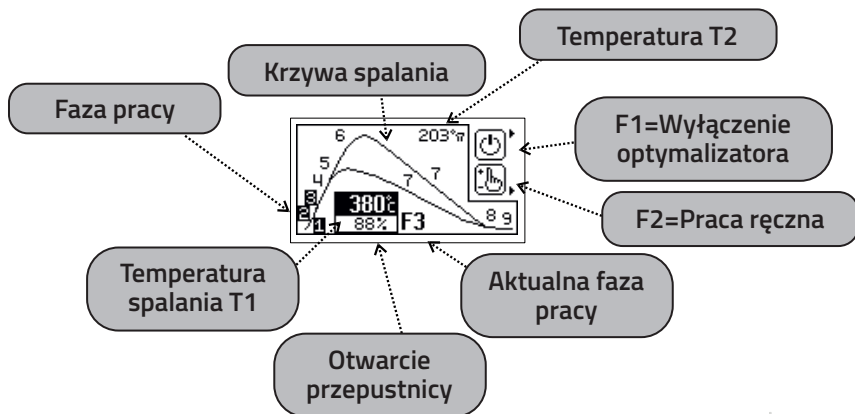 Temperatura T2
Krzywa spalania
Faza pracy
F1=Wyłączenie
optymalizatora
F2=Praca ręczna
6
203°
5
4
7
7
3
2
1
380°c
88%
F3
8 9
Temperatura
spalania T1
Aktualna faza
pracy
Otwarcie
przepustnicy